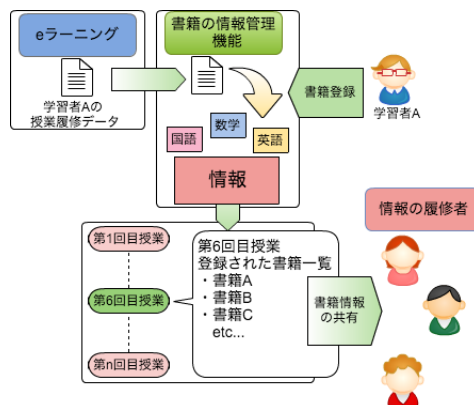 eラーニング
学習者Aの
授業履修データ
書籍の情報管理
機能
書籍登録
学習者A
国語
数学
英語
情報
情報の履修者
第1回目授業
第6回目授業
第n回目授業
第6回目授業
登録された書籍一覧
・書籍A
・書籍B
・書籍C
etc...
書籍情報
の共有